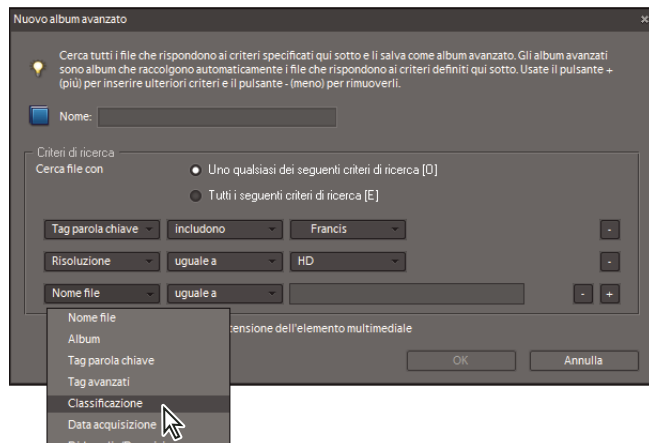 Nuovo album avanzato
Cerca tutti i file che rispondono ai criteri specificati qui sotto e li salva come album avanzato. Gli album avanzati
sono album che raccolgono automaticamente i file che rispondono ai criteri definiti qui sotto. Usate il pulsante +
(più) per inserire ulteriori criteri e il pulsante - (meno) per rimuoverli.
Nome:
Criteri di ricerca
Cerca file con
Uno qualsiasi dei seguenti criteri di ricerca [O]
Tutti i seguenti criteri di ricerca [E]
Tag parola chiave includono Francis -
Risoluzione uguale a HD -
Nome file uguale a - +
Nome file
dell'elemento multimediale
Album
Tag parola chiave
OK Annulla
Tag avanzati
Classificazione
Data acquisizione